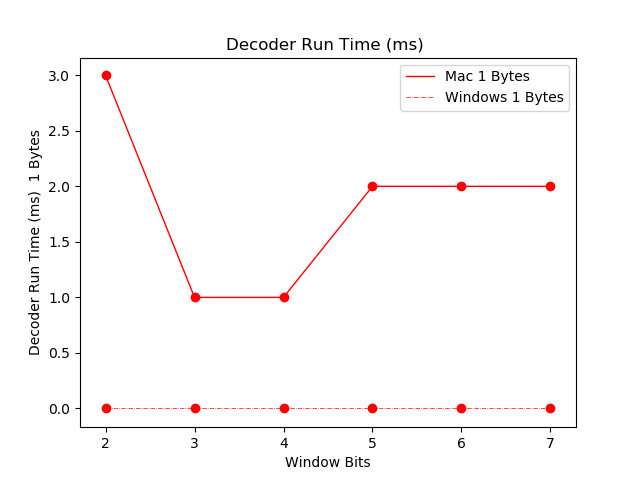 Decoder Run Time (ms)
Mac 1 Bytes
Windows 1 Bytes
Decoder Run Time (ms)  1 Bytes
3.0
2.5
2.0
1.5
1.0
0.5
0.0
2 3 4 5 6 7
Window Bits